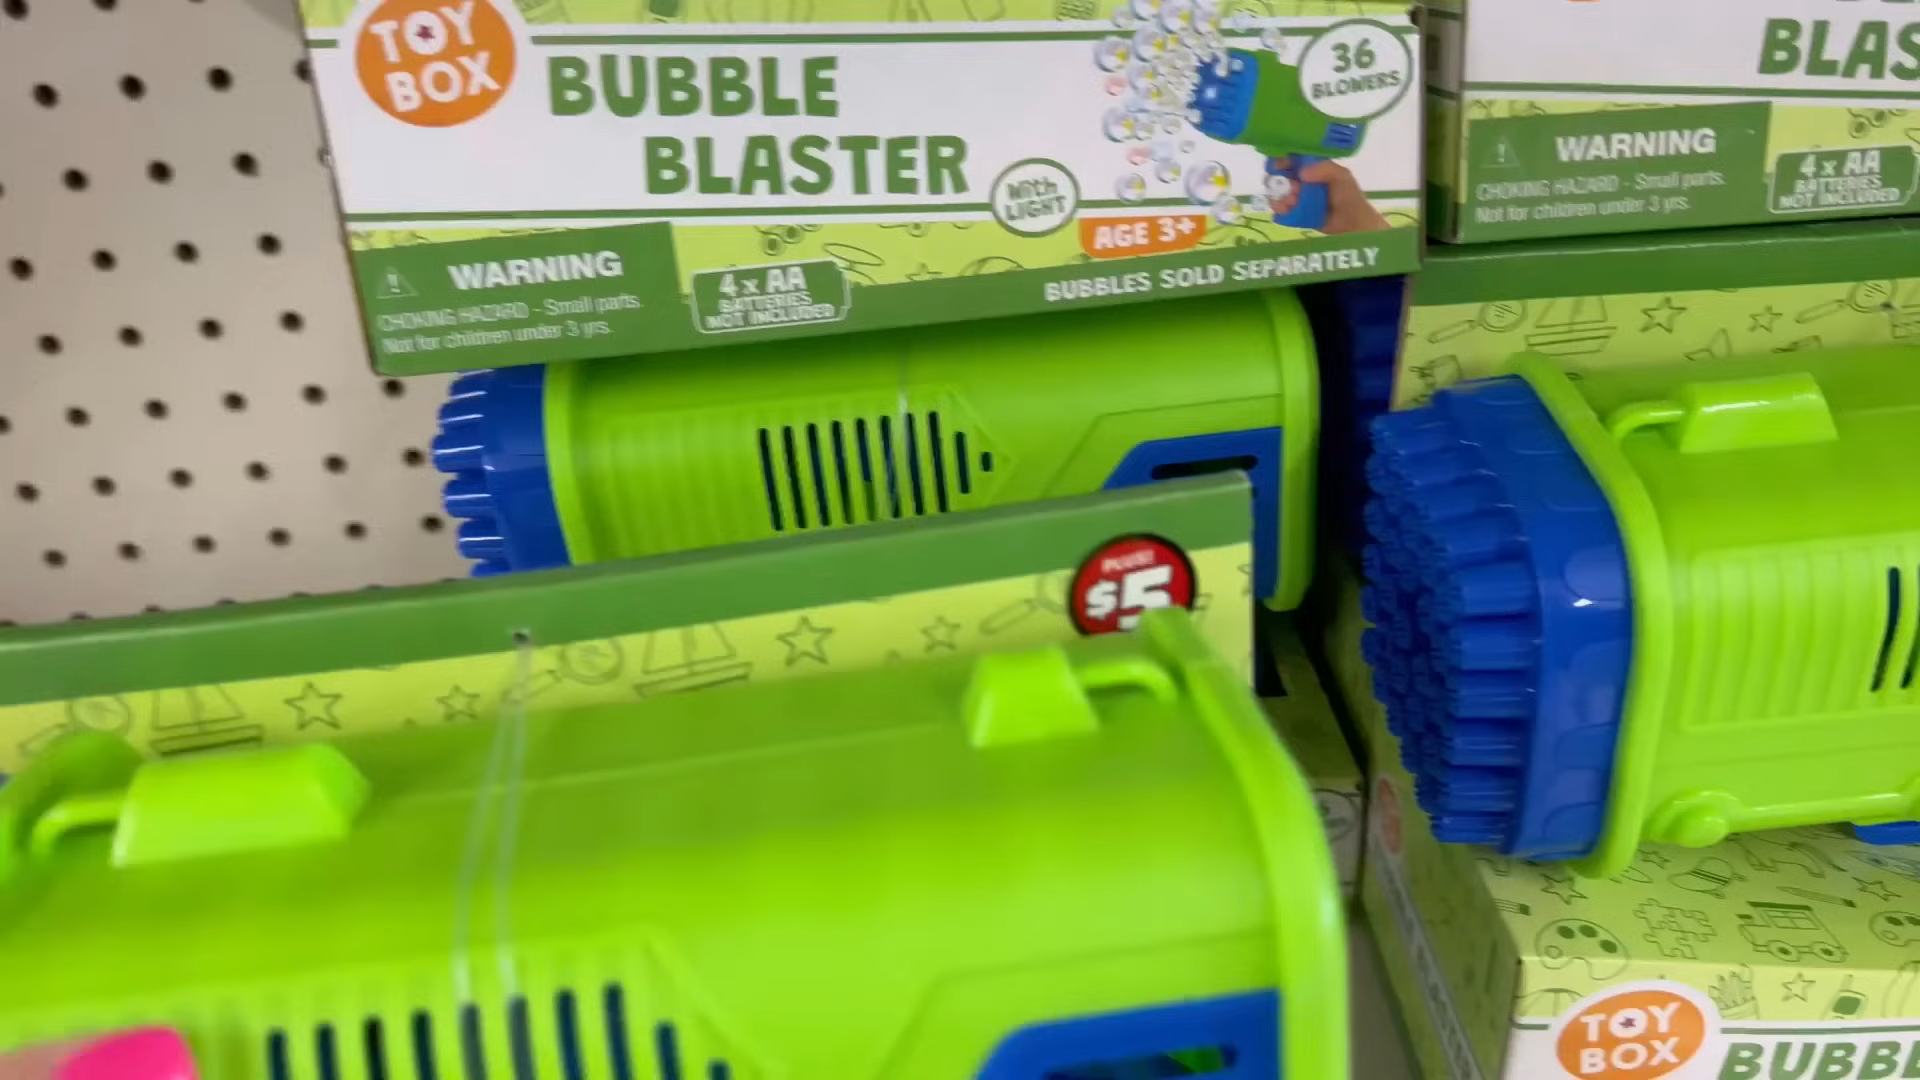 TOY
BOX
BUBBLE
BLASTER
36
BLOWERS
With
LIGHT
AGE 3+
WARNING
CHOKING HAZARD - Small parts.
Not for children under 3 yrs.
4 x AA
BATTERIES
NOT INCLUDED
BUBBLES SOLD SEPARATELY
BLAS
WARNING
CHOKING HAZARD - Small parts.
Not for children under 3 yrs.
4 x AA
BATTERIES
NOT INCLUDED
PLUS!
$5
TOY
BOX
BUBBL